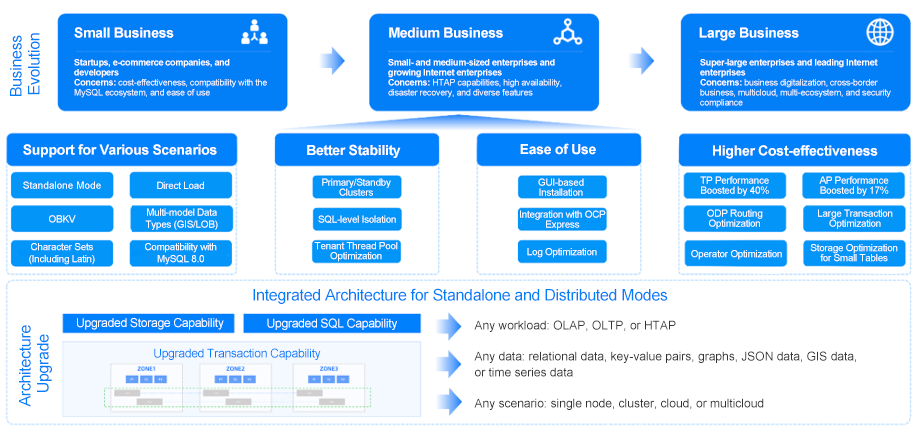 Business
Evolution
Small Business
Startups, e-commerce companies, and
developers
Concerns: cost-effectiveness, compatibility with the
MySQL ecosystem, and ease of use
Medium Business
Small- and medium-sized enterprises and
growing Internet enterprises
Concerns: HTAP capabilities, high availability,
disaster recovery, and diverse features
Large Business
Super-large enterprises and leading Internet
enterprises
Concerns: business digitalization, cross-border
business, multicloud, multi-ecosystem, and security
compliance
Support for Various Scenarios
Standalone Mode
Direct Load
OBKV
Multi-model Data
Types (GIS/LOB)
Character Sets
(Including Latin)
Compatibility with
MySQL 8.0
Better Stability
Primary/Standby
Clusters
SQL-level Isolation
Tenant Thread Pool
Optimization
Ease of Use
GUI-based
Installation
Integration with OCP
Express
Log Optimization
Higher Cost-effectiveness
TP Performance
Boosted by 40%
AP Performance
Boosted by 17%
ODP Routing
Optimization
Large Transaction
Optimization
Operator Optimization
Storage Optimization
for Small Tables
Architecture
Upgrade
Integrated Architecture for Standalone and Distributed Modes
Upgraded Storage Capability
Upgraded SQL Capability
Upgraded Transaction Capability
ZONE1
ZONE2
ZONE3
Any workload: OLAP, OLTP, or HTAP
Any data: relational data, key-value pairs, graphs, JSON data, GIS data,
or time series data
Any scenario: single node, cluster, cloud, or multicloud